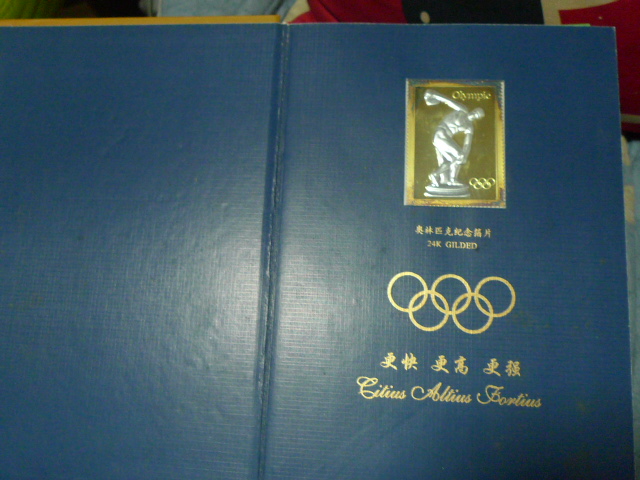 Olympic
奥林匹克纪念箔片
24K GILDED
更快 更高 更强
Citius Altius Fortius